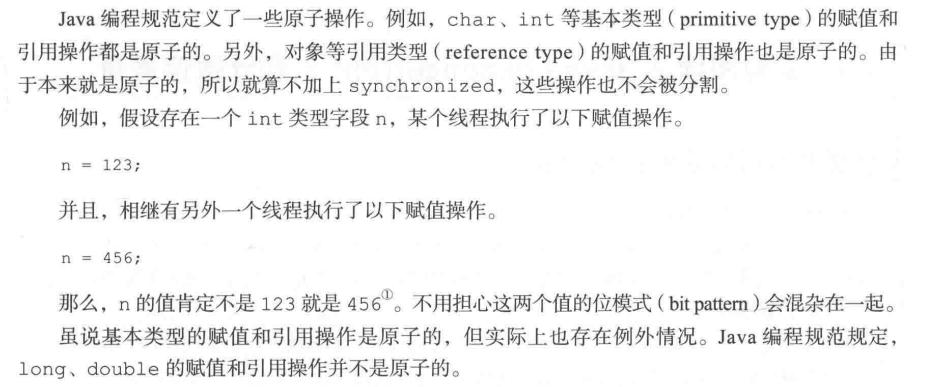 Java 编程规范定义了一些原子操作。例如，char、int 等基本类型（primitive type）的赋值和
引用操作都是原子的。另外，对象等引用类型（reference type）的赋值和引用操作也是原子的。由
于本来就是原子的，所以就算不加上 synchronized，这些操作也不会被分割。
例如，假设存在一个 int 类型字段 n，某个线程执行了以下赋值操作。
n = 123;
并且，相继有另外一个线程执行了以下赋值操作。
n = 456;
那么，n 的值肯定不是 123 就是 456①。不用担心这两个值的位模式（bit pattern）会混杂在一起。
虽说基本类型的赋值和引用操作是原子的，但实际上也存在例外情况。Java 编程规范规定，
long、double 的赋值和引用操作并不是原子的。